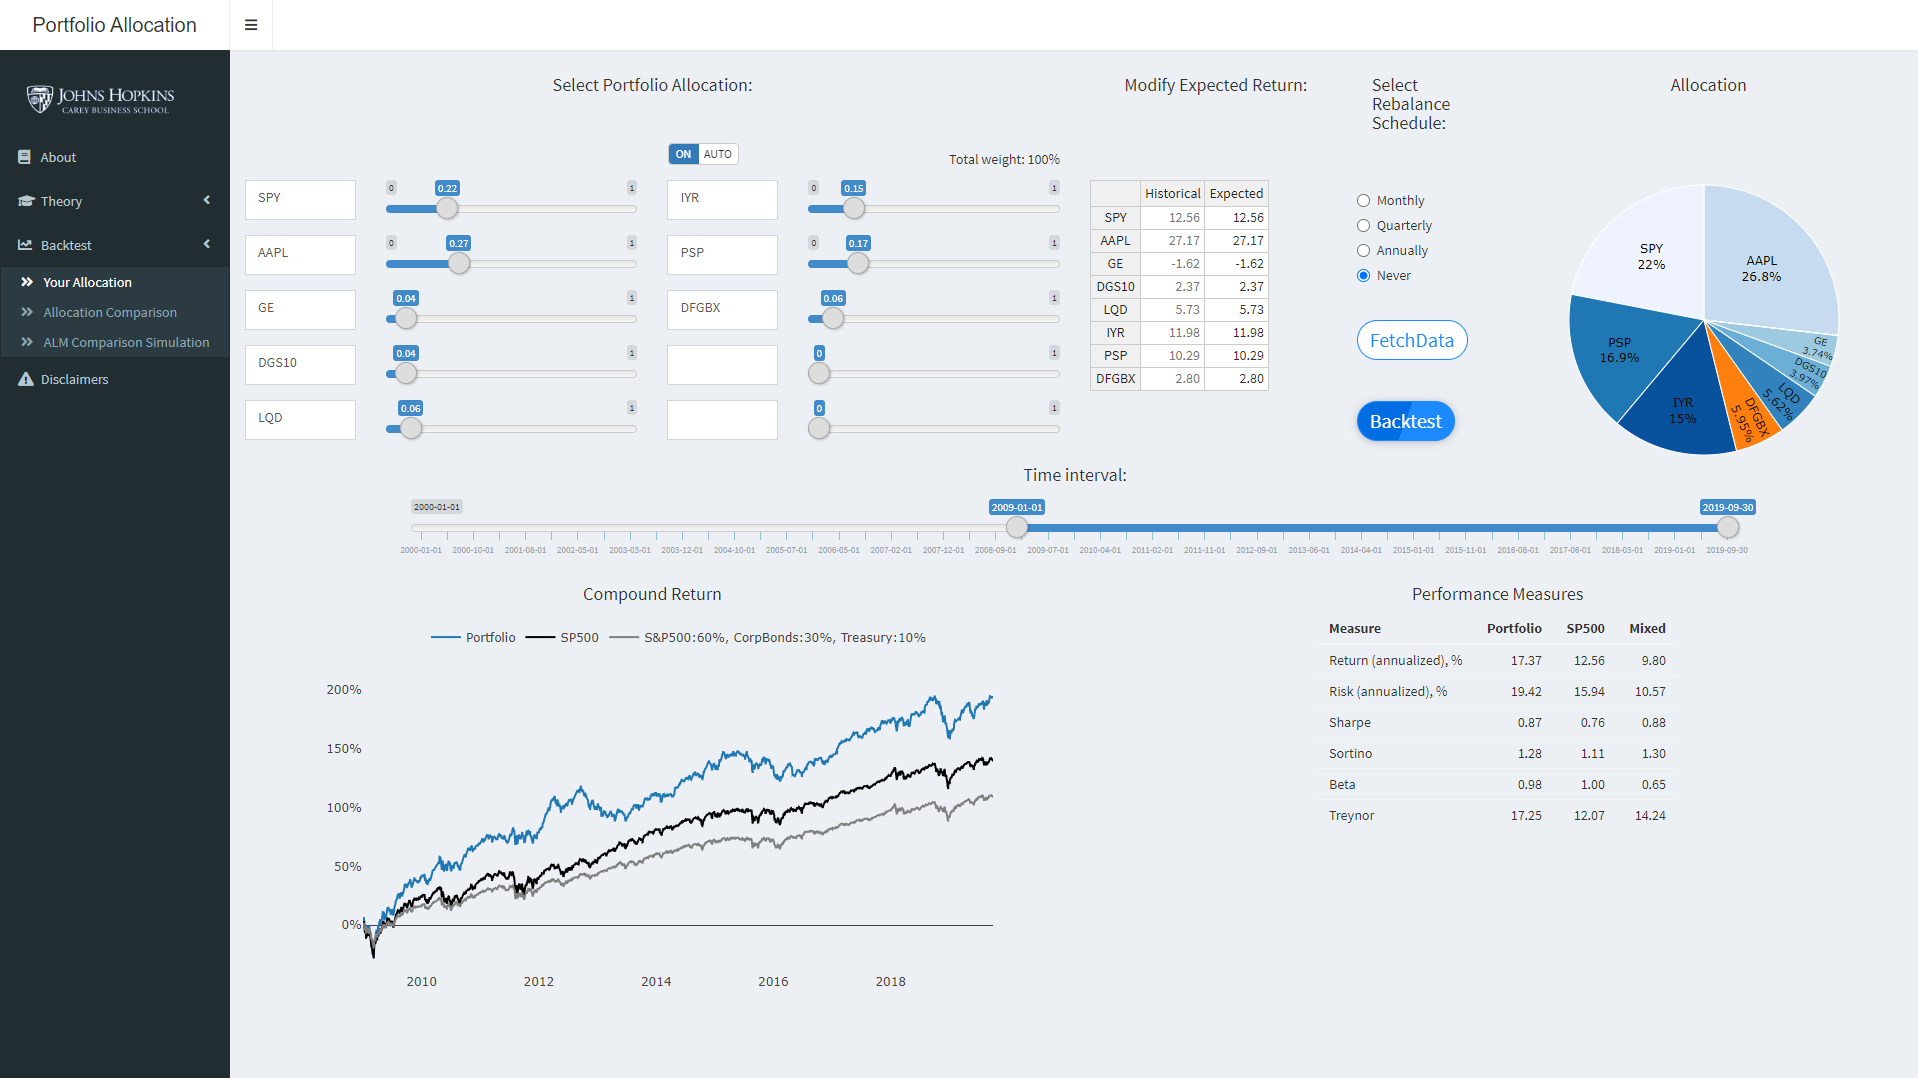 Portfolio Allocation
JOHNS HOPKINS
CAREY BUSINESS SCHOOL
About
Theory
Backtest
Your Allocation
Allocation Comparison
ALM Comparison Simulation
Disclaimers
Select Portfolio Allocation:
ON AUTO
Total weight: 100%
SPY 0 0.22 1 IYR 0 0.15 1
AAPL 0 0.27 1 PSP 0 0.17 1
GE 0.04 1 DFGBX 0.06 1
DGS10 0.04 1 0 1
LQD 0.06 1 0 1
Modify Expected Return:
Historical Expected
SPY 12.56 12.56
AAPL 27.17 27.17
GE -1.62 -1.62
DGS10 2.37 2.37
LQD 5.73 5.73
IYR 11.98 11.98
PSP 10.29 10.29
DFGBX 2.80 2.80
Select
Rebalance
Schedule:
Monthly
Quarterly
Annually
Never
FetchData
Backtest
Allocation
SPY
22%
AAPL
26.8%
PSP
16.9%
IYR
15%
DFGBX
5.95%
LQD
5.62%
DGS10
3.97%
GE
3.74%
Time interval:
2000-01-01 2009-01-01 2019-09-30
2000-01-01 2000-10-01 2001-08-01 2002-05-01 2003-03-01 2003-12-01 2004-10-01 2005-07-01 2006-05-01 2007-02-01 2007-12-01 2008-09-01 2009-07-01 2010-04-01 2011-02-01 2011-11-01 2012-09-01 2013-06-01 2014-04-01 2015-01-01 2015-11-01 2016-08-01 2017-06-01 2018-03-01 2019-01-01 2019-09-30
Compound Return
Portfolio SP500 S&P500:60%, CorpBonds:30%, Treasury:10%
200%
150%
100%
50%
0%
2010 2012 2014 2016 2018
Performance Measures
Measure Portfolio SP500 Mixed
Return (annualized), % 17.37 12.56 9.80
Risk (annualized), % 19.42 15.94 10.57
Sharpe 0.87 0.76 0.88
Sortino 1.28 1.11 1.30
Beta 0.98 1.00 0.65
Treynor 17.25 12.07 14.24